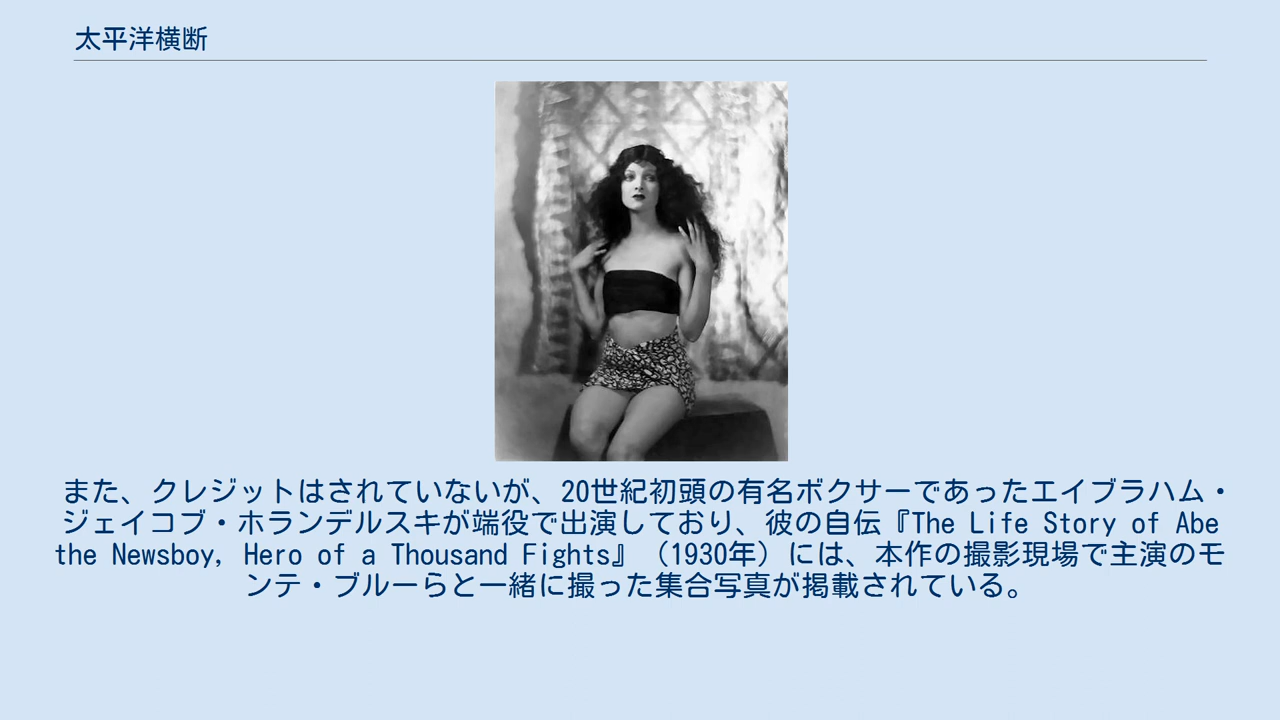 太平洋横断
また、クレジットはされていないが、20世紀初頭の有名ボクサーであったエイブラハム・
ジェイコブ・ホランデルスキが端役で出演しており、彼の自伝『The Life Story of Abe
the Newsboy, Hero of a Thousand Fights』（1930年）には、本作の撮影現場で主演のモ
ンテ・ブルーらと一緒に撮った集合写真が掲載されている。